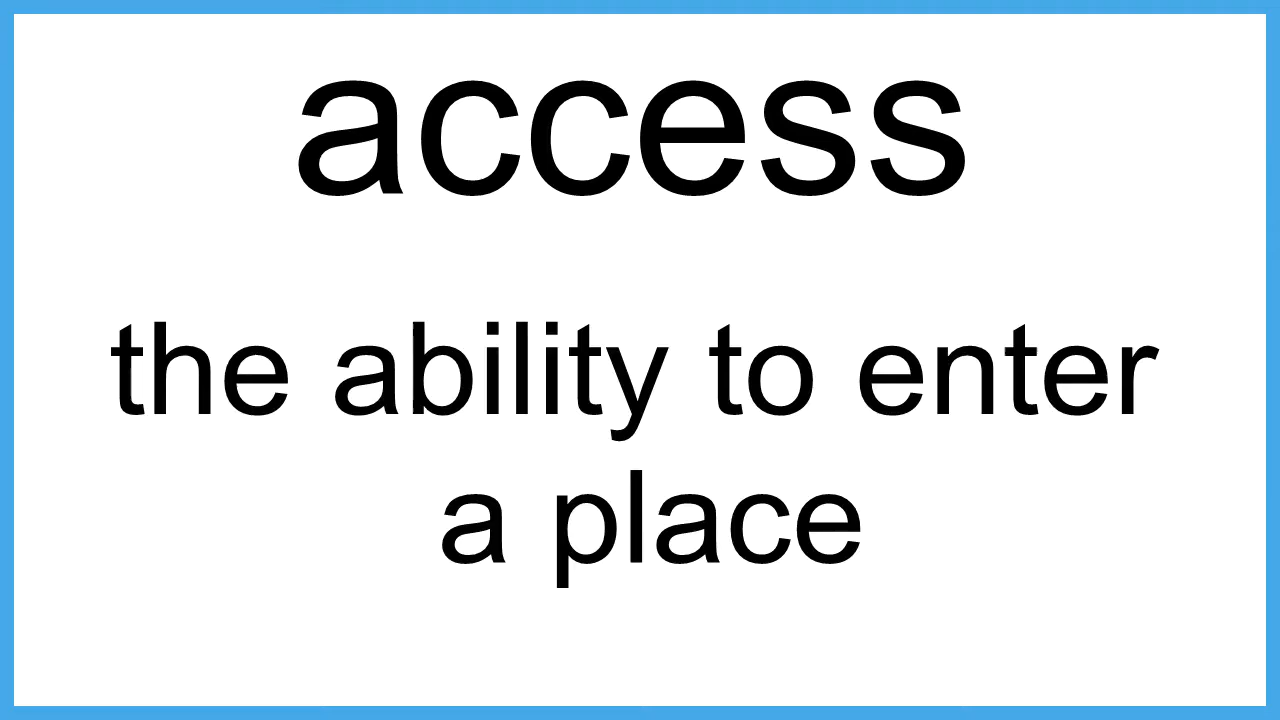 access
the ability to enter
a place